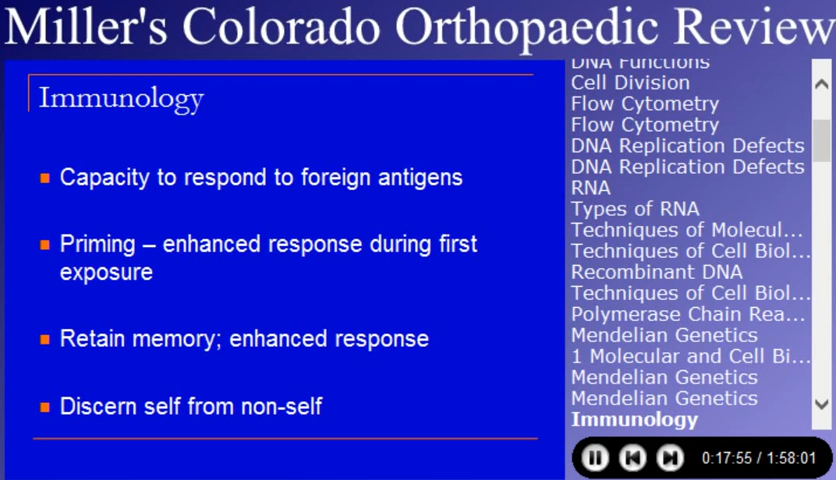 Miller's Colorado Orthopaedic Review
Immunology
Capacity to respond to foreign antigens
Priming – enhanced response during first
exposure
Retain memory; enhanced response
Discern self from non-self
DNA Functions
Cell Division
Flow Cytometry
Flow Cytometry
DNA Replication Defects
DNA Replication Defects
RNA
Types of RNA
Techniques of Molecul...
Techniques of Cell Biol...
Recombinant DNA
Techniques of Cell Biol...
Polymerase Chain Rea...
Mendelian Genetics
1 Molecular and Cell Bi...
Mendelian Genetics
Mendelian Genetics
Immunology
0:17:55 / 1:58:01